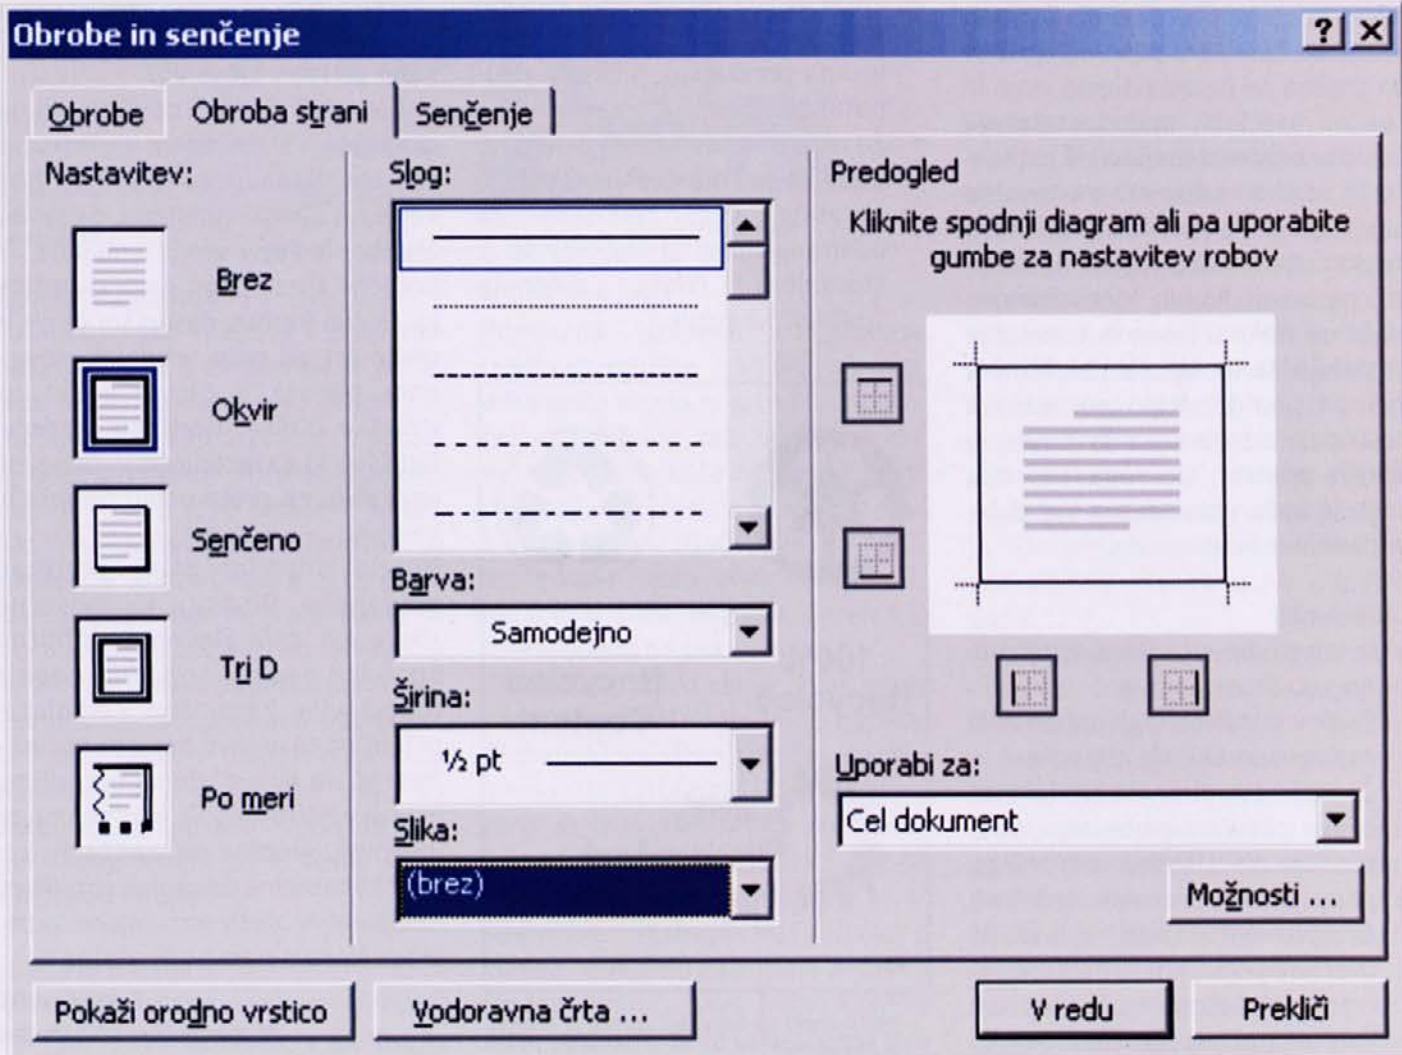 Obrobe in senčenje
Obrobe
Obroba strani
Senčenje
Nastavitev:
Brez
Okvir
Senčeno
Tri D
Po meri
Slog:
Barva:
Samodejno
Širina:
½ pt
Slika:
(brez)
Predogled
Kliknite spodnji diagram ali pa uporabite
gumbe za nastavitev robov
Uporabi za:
Cel dokument
Možnosti ...
Pokaži orodno vrstico
Vodoravna črta ...
V redu
Prekliči